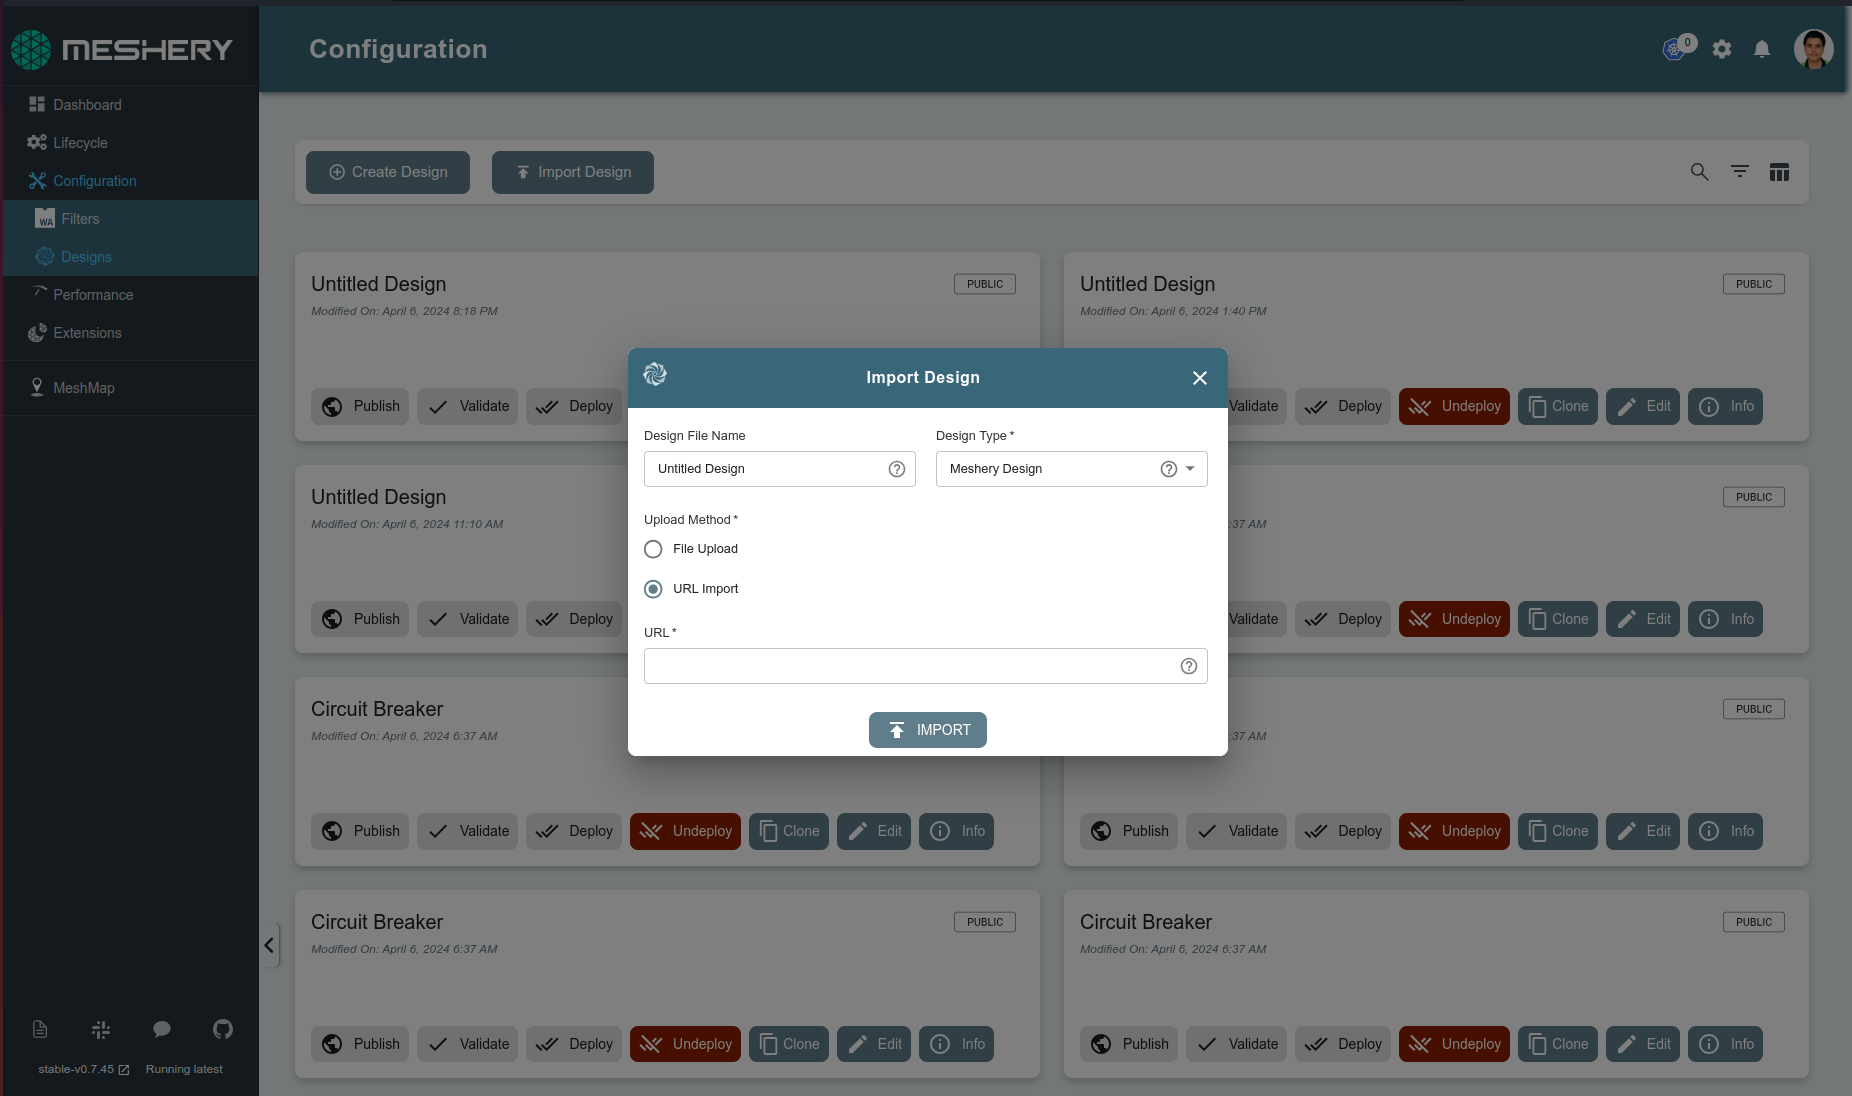 MESHERY
Configuration
0
Dashboard
Lifecycle
Configuration
WA Filters
Designs
Performance
Extensions
MeshMap
Create Design
Import Design
Untitled Design
PUBLIC
Modified On: April 6, 2024 8:18 PM
Publish Validate Deploy
Untitled Design
PUBLIC
Modified On: April 6, 2024 1:40 PM
Validate Deploy Undeploy Clone Edit Info
Import Design
Design File Name
Untitled Design
Design Type *
Meshery Design
Upload Method *
File Upload
URL Import
URL *
IMPORT
Untitled Design
Modified On: April 6, 2024 11:10 AM
Publish Validate Deploy
PUBLIC
:37 AM
Validate Deploy Undeploy Clone Edit Info
Circuit Breaker
Modified On: April 6, 2024 6:37 AM
Publish Validate Deploy Undeploy Clone Edit Info
PUBLIC
:37 AM
Publish Validate Deploy Undeploy Clone Edit Info
Circuit Breaker
PUBLIC
Modified On: April 6, 2024 6:37 AM
Publish Validate Deploy Undeploy Clone Edit Info
Circuit Breaker
PUBLIC
Modified On: April 6, 2024 6:37 AM
Publish Validate Deploy Undeploy Clone Edit Info
stable-v0.7.45 Running latest